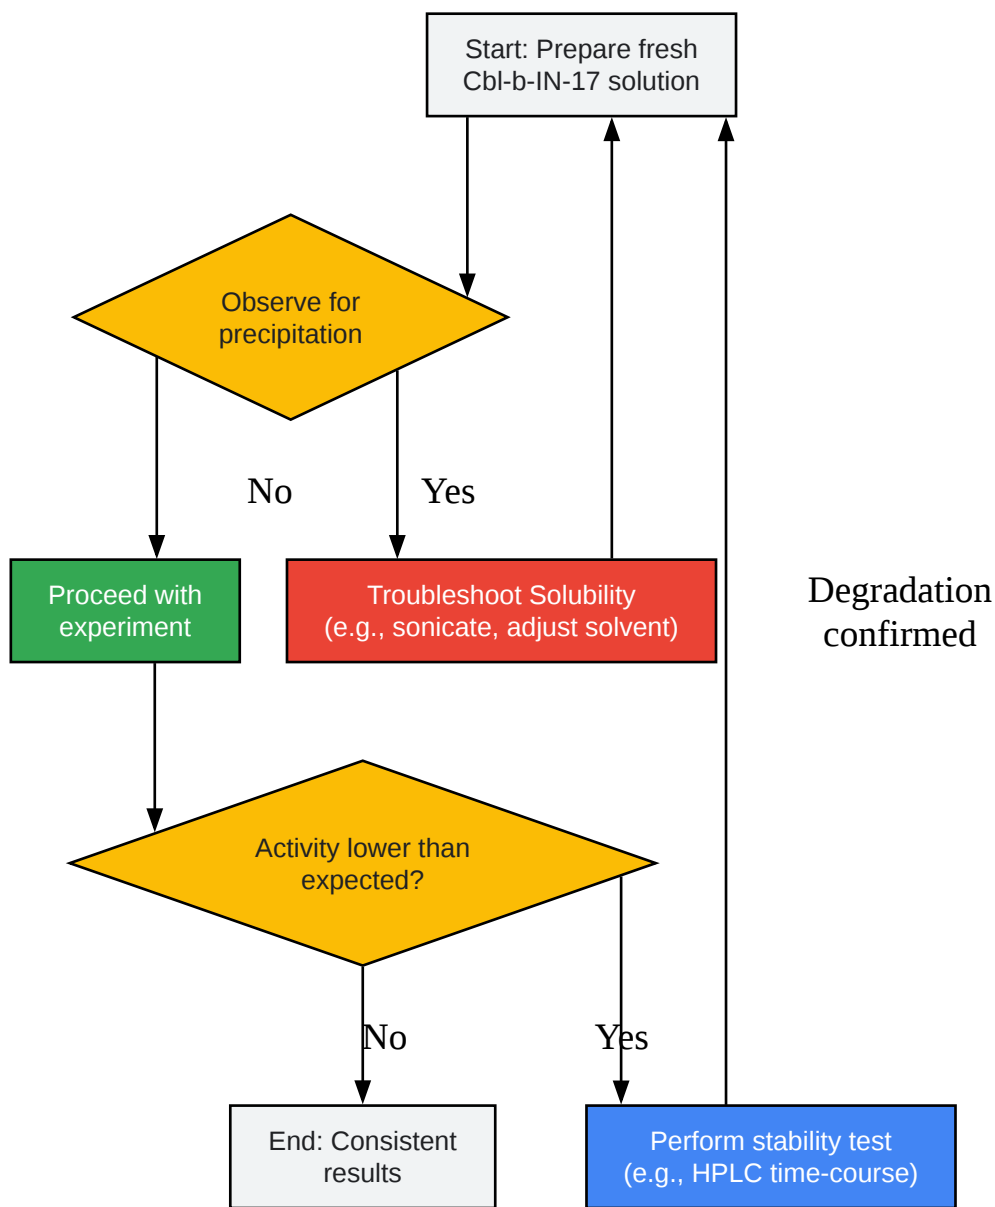 Start: Prepare fresh
Cbl-b-IN-17 solution
Observe for
precipitation
No
Yes
Proceed with
experiment
Troubleshoot Solubility
(e.g., sonicate, adjust solvent)
Degradation
confirmed
Activity lower than
expected?
No
Yes
End: Consistent
results
Perform stability test
(e.g., HPLC time-course)